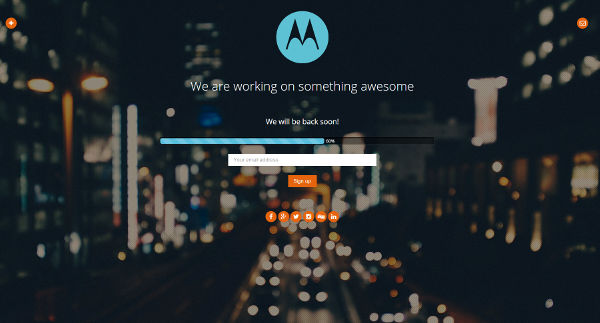 We are working on something awesome
We will be back soon!
60%
Your email address
Sign up